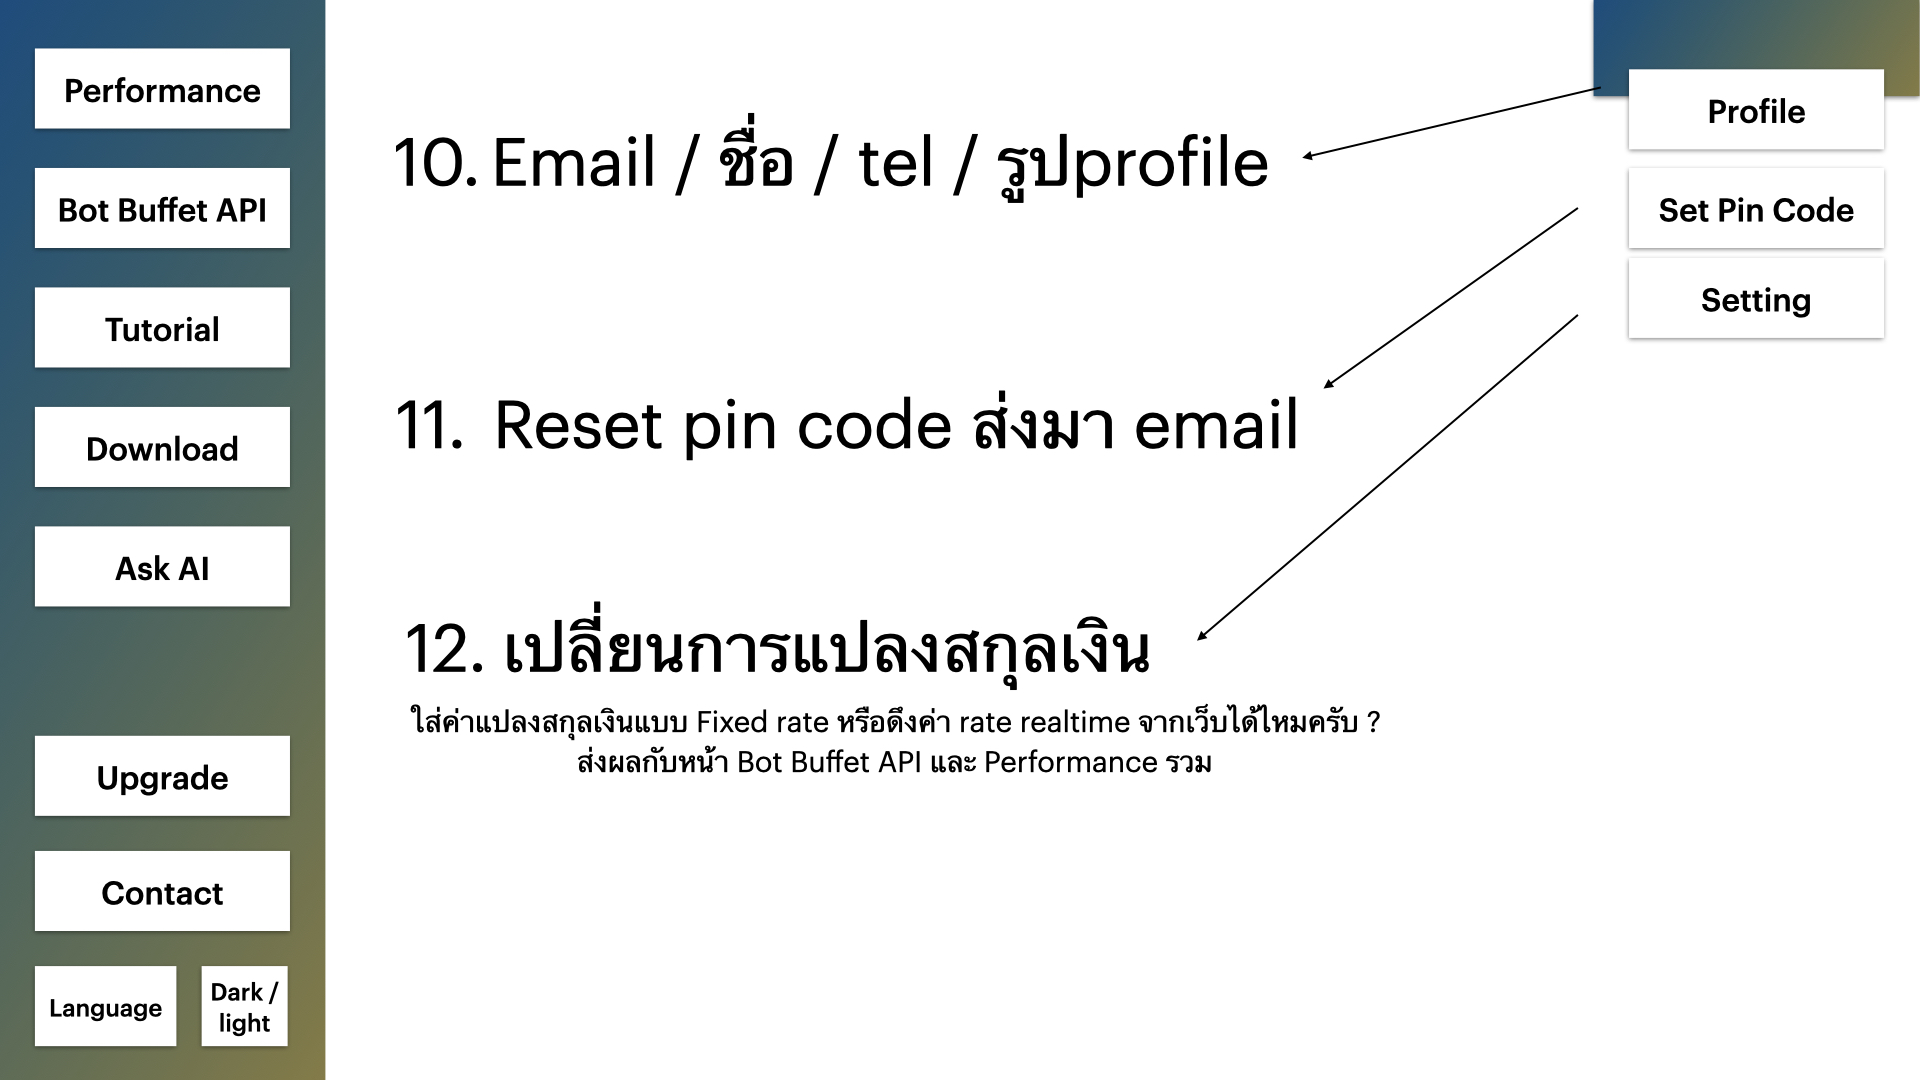 Performance
Bot Buffet API
Tutorial
Download
Ask AI
Upgrade
Contact
Language
Dark /
light
10. Email / ชื่อ / tel / รูปprofile
11. Reset pin code ส่งมา email
12. เปลี่ยนการแปลงสกุลเงิน
ใส่ค่าแปลงสกุลเงินแบบ Fixed rate หรือดึงค่า rate realtime จากเว็บได้ไหมครับ ?
ส่งผลกับหน้า Bot Buffet API และ Performance รวม
Profile
Set Pin Code
Setting